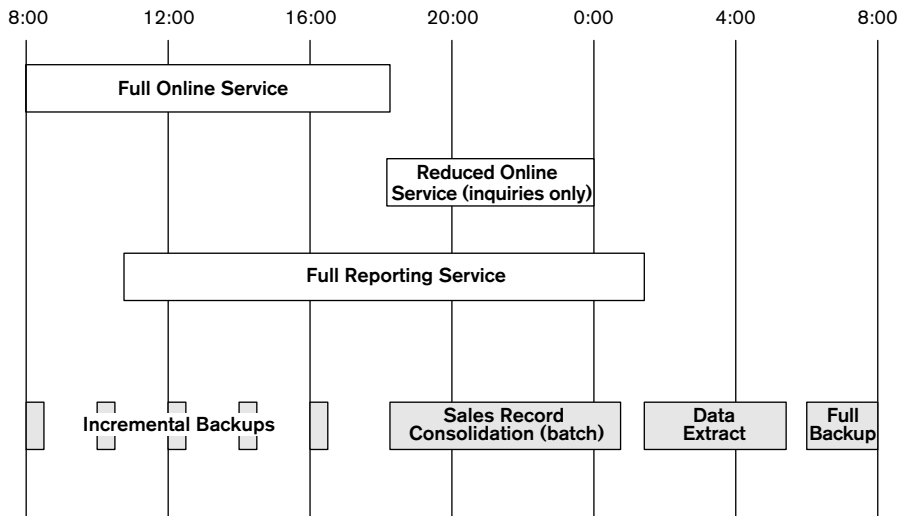 8:00 12:00 16:00 20:00 0:00 4:00 8:00
Full Online Service
Reduced Online
Service (inquiries only)
Full Reporting Service
Incremental Backups
Sales Record
Consolidation (batch)
Data
Extract
Full
Backup